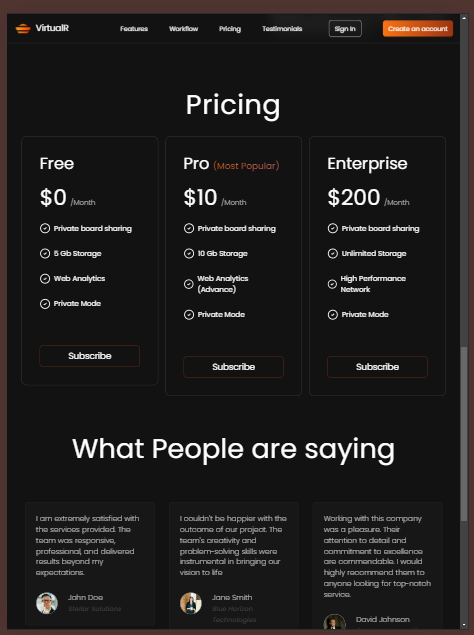 VirtualR
Features
Workflow
Pricing
Testimonials
Sign In
Create an account
Pricing
Free
$0 /Month
Private board sharing
5 Gb Storage
Web Analytics
Private Mode
Subscribe
Pro (Most Popular)
$10 /Month
Private board sharing
10 Gb Storage
Web Analytics
(Advance)
Private Mode
Subscribe
Enterprise
$200 /Month
Private board sharing
Unlimited Storage
High Performance
Network
Private Mode
Subscribe
What People are saying
I am extremely satisfied with
the services provided. The
team was responsive,
professional, and delivered
results beyond my
expectations.
John Doe
Stellar Solutions
I couldn't be happier with the
outcome of our project. The
team's creativity and
problem-solving skills were
instrumental in bringing our
vision to life
Jane Smith
Blue Horizon
Technologies
Working with this company
was a pleasure. Their
attention to detail and
commitment to excellence
are commendable. I would
highly recommend them to
anyone looking for top-notch
service.
David Johnson